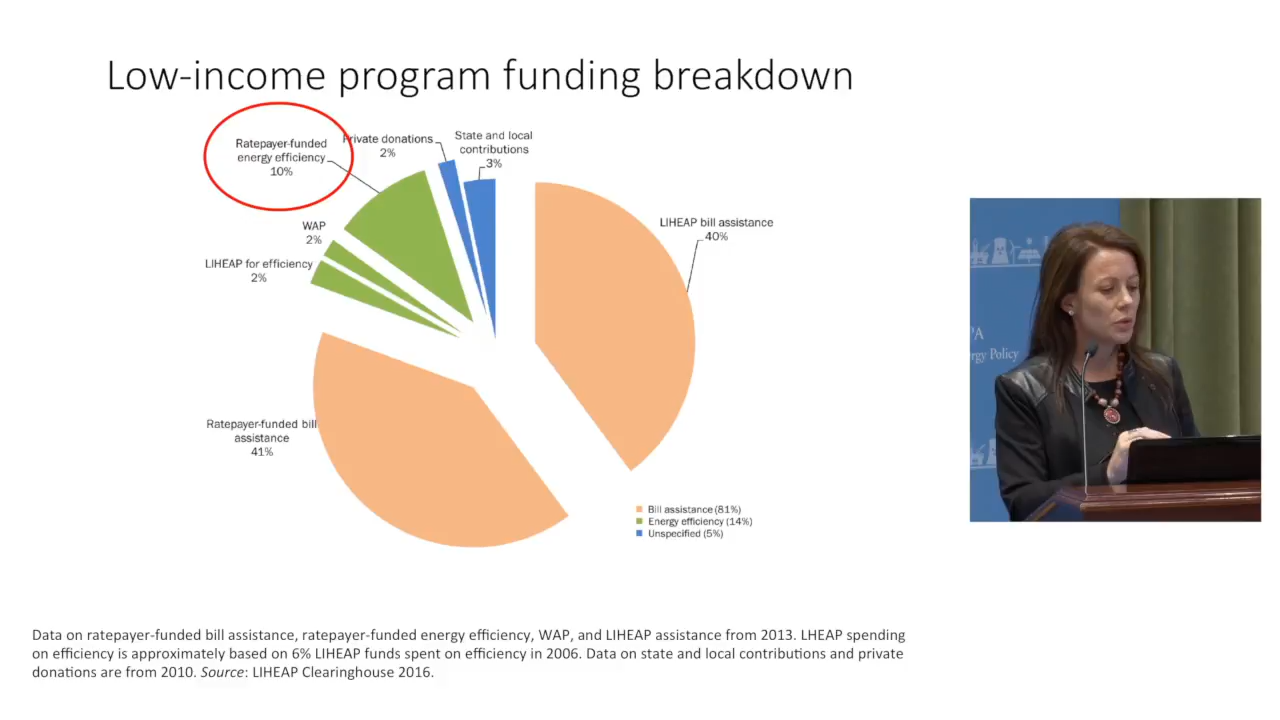 Low-income program funding breakdown
Ratepayer-funded
energy efficiency
10%
Private donations
2%
State and local
contributions
3%
WAP
2%
LIHEAP for efficiency
2%
LIHEAP bill assistance
40%
Ratepayer-funded bill
assistance
41%
Bill assistance (81%)
Energy efficiency (14%)
Unspecified (5%)
Data on ratepayer-funded bill assistance, ratepayer-funded energy efficiency, WAP, and LIHEAP assistance from 2013. LHEAP spending
on efficiency is approximately based on 6% LIHEAP funds spent on efficiency in 2006. Data on state and local contributions and private
donations are from 2010. Source: LIHEAP Clearinghouse 2016.
Policy